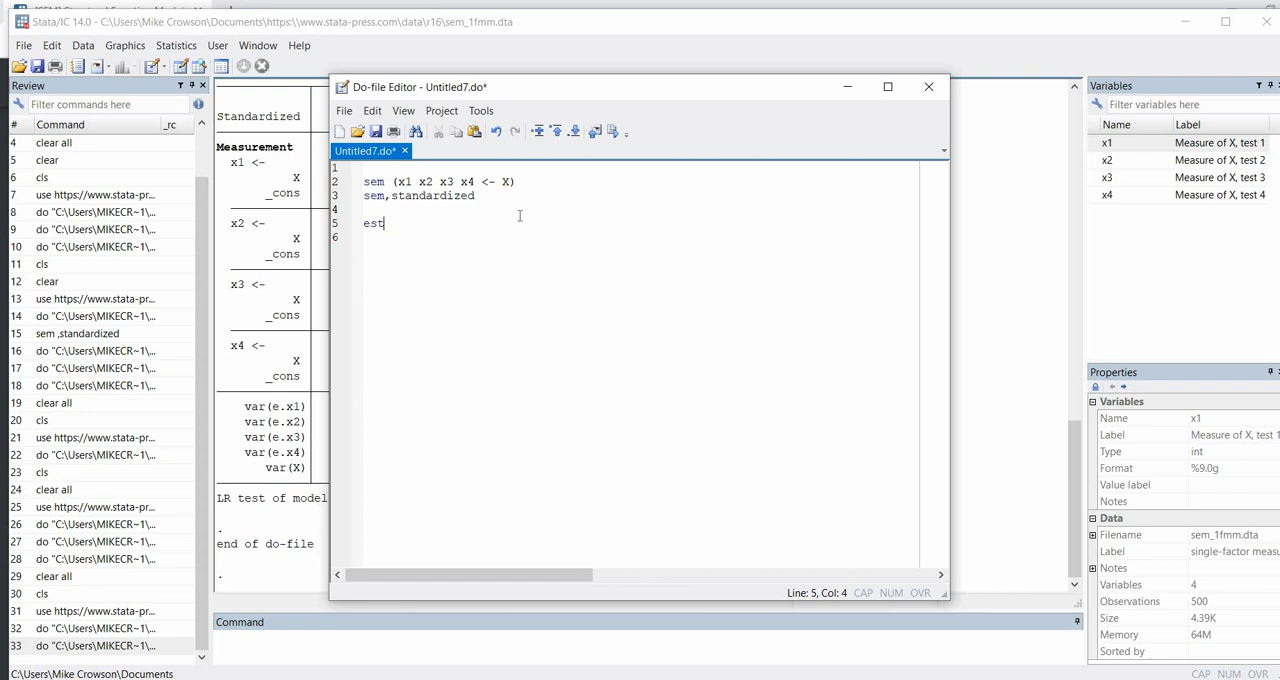 Stata/IC 14.0 - C:\Users\Mike Crowson\Documents\https\\www.stata-press.com\data\r16\sem_1fmm.dta
File Edit Data Graphics Statistics User Window Help
Review
Filter commands here
# Command _rc
4 clear all
5 clear
6 cls
7 use https://www.stata-pr...
8 do "C:\Users\MIKECR~1\...
9 do "C:\Users\MIKECR~1\...
10 do "C:\Users\MIKECR~1\...
11 cls
12 clear
13 use https://www.stata-pr...
14 do "C:\Users\MIKECR~1\...
15 sem ,standardized
16 do "C:\Users\MIKECR~1\...
17 do "C:\Users\MIKECR~1\...
18 do "C:\Users\MIKECR~1\...
19 clear all
20 cls
21 use https://www.stata-pr...
22 do "C:\Users\MIKECR~1\...
23 cls
24 clear all
25 use https://www.stata-pr...
26 do "C:\Users\MIKECR~1\...
27 do "C:\Users\MIKECR~1\...
28 do "C:\Users\MIKECR~1\...
29 clear all
30 cls
31 use https://www.stata-pr...
32 do "C:\Users\MIKECR~1\...
33 do "C:\Users\MIKECR~1\...
Standardized
Measurement
x1 <-
X
_cons
x2 <-
X
_cons
x3 <-
X
_cons
x4 <-
X
_cons
var(e.x1)
var(e.x2)
var(e.x3)
var(e.x4)
var(X)
LR test of model
.
end of do-file
.
Do-file Editor - Untitled7.do*
File Edit View Project Tools
Untitled7.do* ×
1
2 sem (x1 x2 x3 x4 <- X)
3 sem,standardized
4
5 est
6
Line: 5, Col: 4 CAP NUM OVR
Command
Variables
Filter variables here
Name Label
x1 Measure of X, test 1
x2 Measure of X, test 2
x3 Measure of X, test 3
x4 Measure of X, test 4
Properties
Variables
Name x1
Label Measure of X, test 1
Type int
Format %9.0g
Value label
Notes
Data
Filename sem_1fmm.dta
Label single-factor measu
Notes
Variables 4
Observations 500
Size 4.39K
Memory 64M
Sorted by
C:\Users\Mike Crowson\Documents
CAP NUM OVR